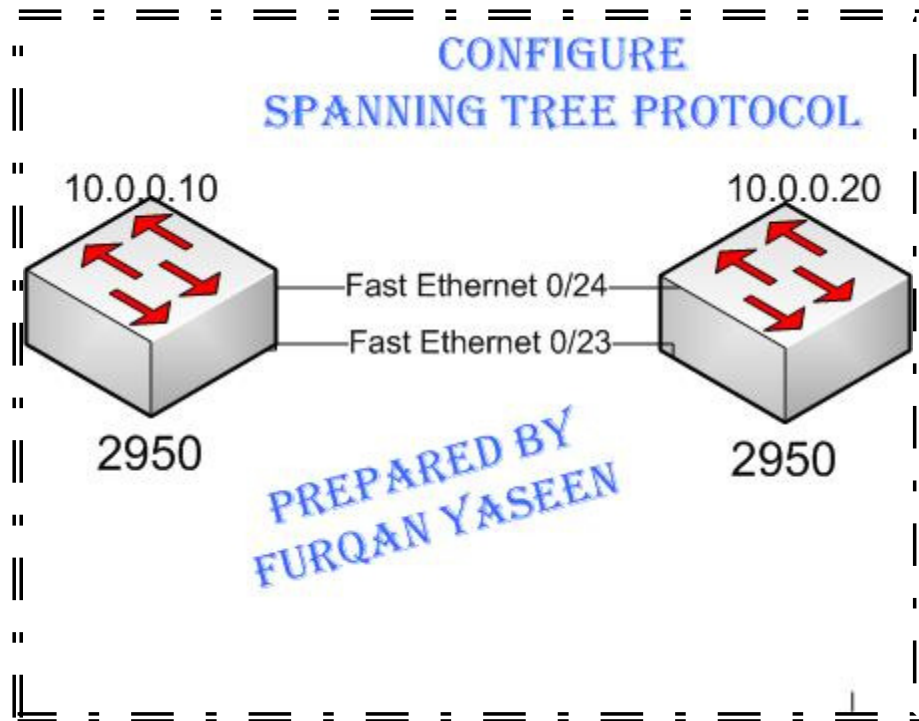 CONFIGURE
SPANNING TREE PROTOCOL
10.0.0.10
10.0.0.20
Fast Ethernet 0/24
Fast Ethernet 0/23
2950
2950
PREPARED BY
FURQAN YASEEN